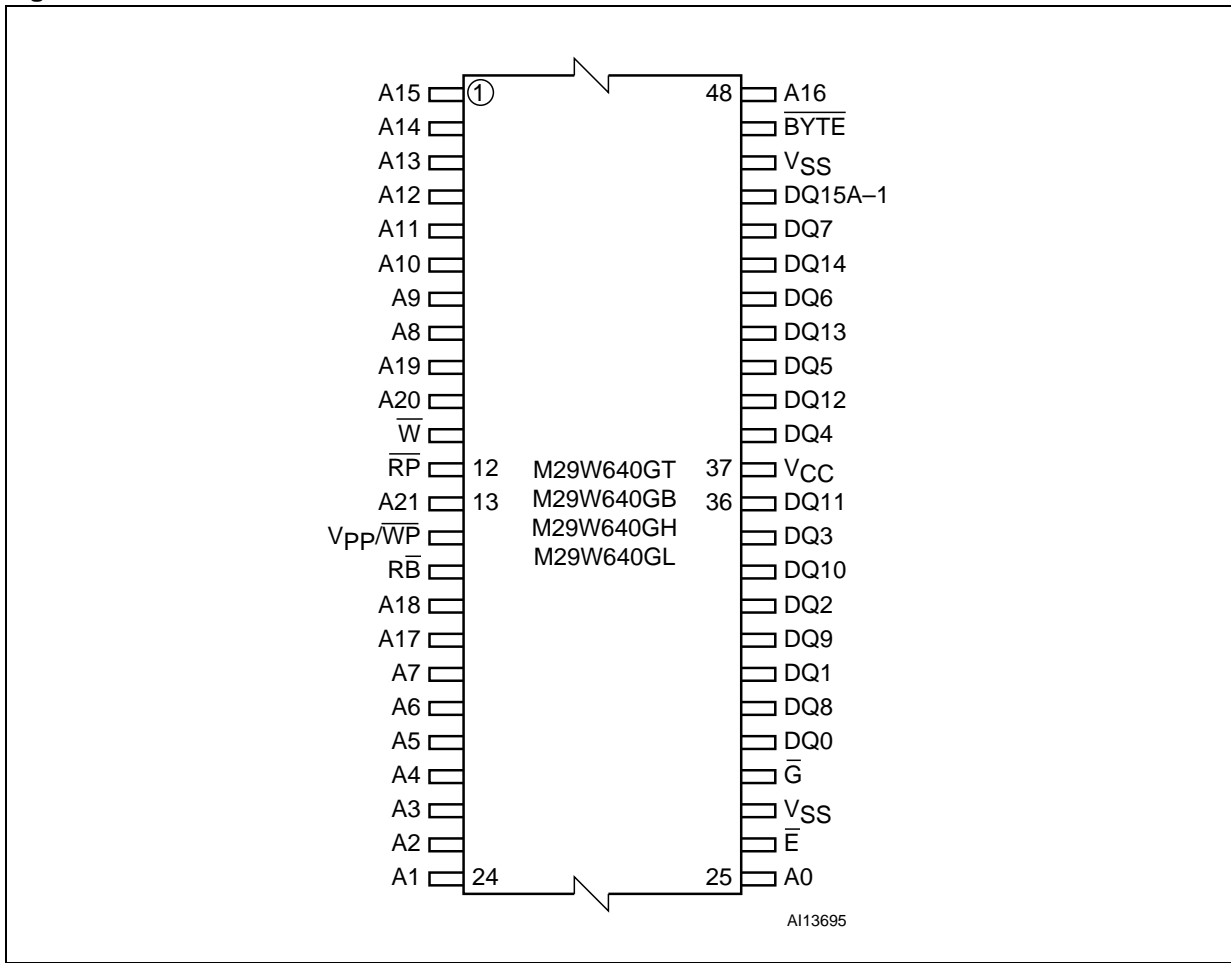 A15 1 48 A16
A14 B̅Y̅T̅E̅
A13 VSS
A12 DQ15A–1
A11 DQ7
A10 DQ14
A9 DQ6
A8 DQ13
A19 DQ5
A20 DQ12
W̅ DQ4
R̅P̅ 12 M29W640GT 37 VCC
A21 13 M29W640GB 36 DQ11
VPP/W̅P̅ M29W640GH DQ3
RB̅ M29W640GL DQ10
A18 DQ2
A17 DQ9
A7 DQ1
A6 DQ8
A5 DQ0
A4 G̅
A3 VSS
A2 E̅
A1 24 25 A0
AI13695